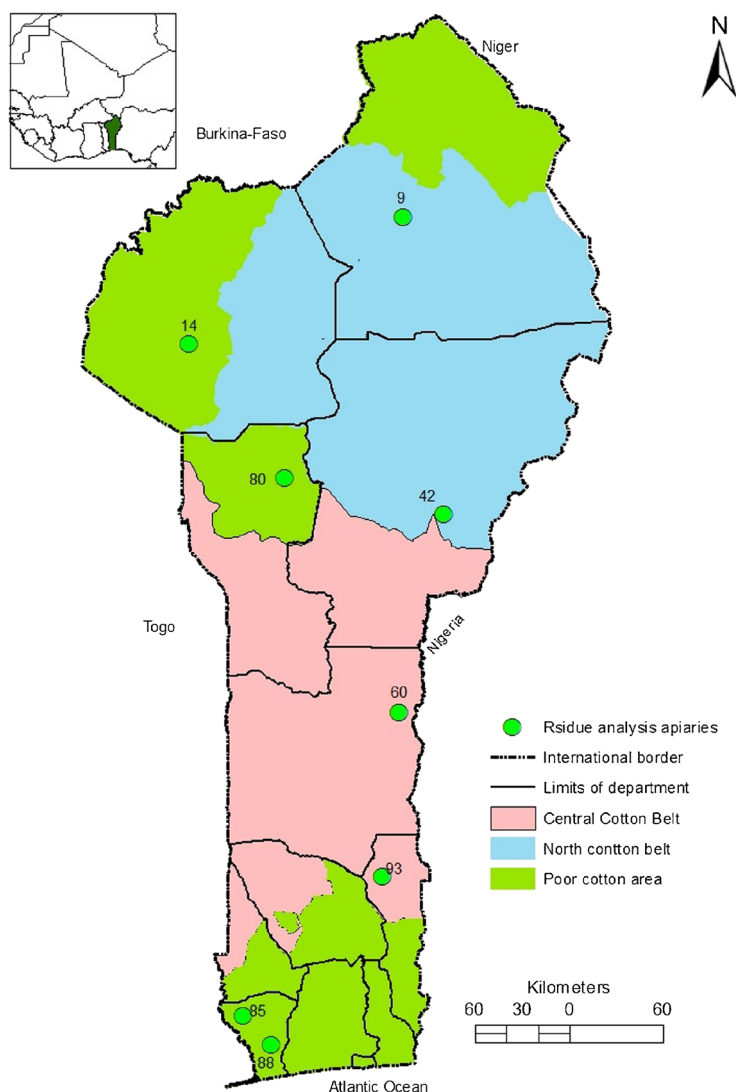 N
Niger
Burkina-Faso
9
14
80
42
Togo
Nigeria
60
Rsidue analysis apiaries
International border
Limits of department
Central Cotton Belt
North contton belt
Poor cotton area
93
85
88
Kilometers
60 30 0 60
Atlantic Ocean